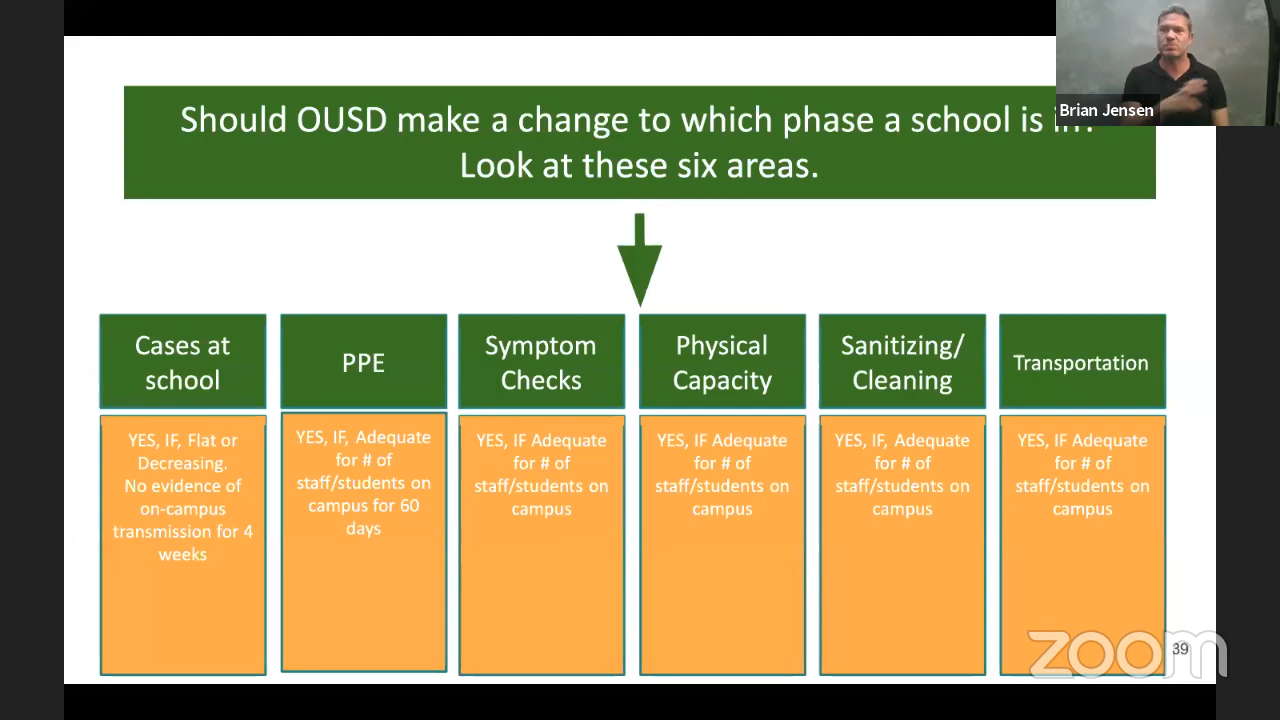 Should OUSD make a change to which phase a school is
Look at these six areas.
Brian Jensen
Cases at
school
YES, IF, Flat or
Decreasing.
No evidence of
on-campus
transmission for 4
weeks
PPE
YES, IF, Adequate
for # of
staff/students on
campus for 60
days
Symptom
Checks
YES, IF Adequate
for # of
staff/students on
campus
Physical
Capacity
YES, IF Adequate
for # of
staff/students on
campus
Sanitizing/
Cleaning
YES, IF, Adequate
for # of
staff/students on
campus
Transportation
YES, IF Adequate
for # of
staff/students on
campus
zoom
39